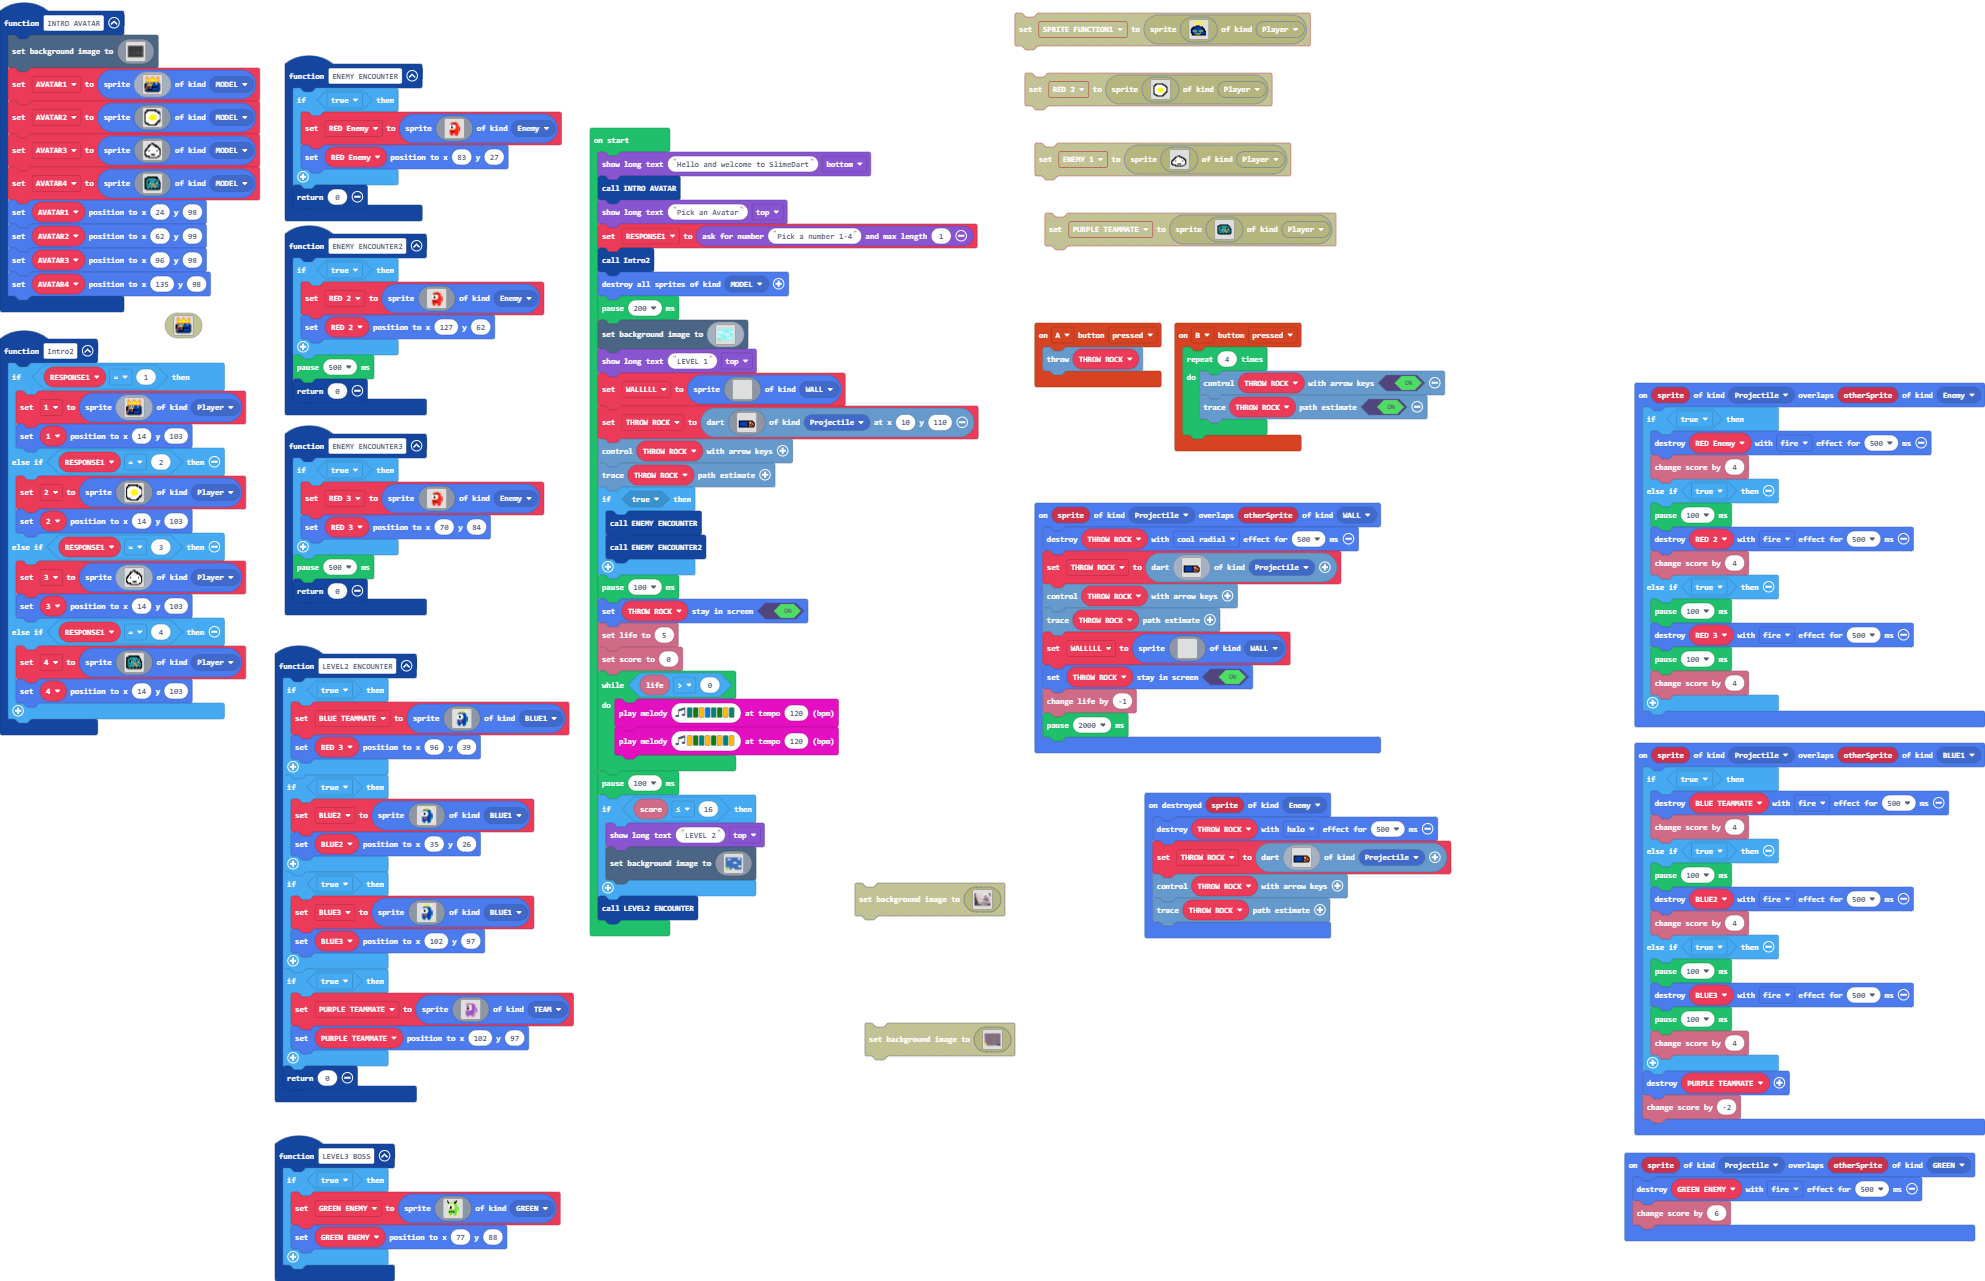 function INTRO AVATAR
set background image to
set AVATAR1 to sprite of kind MODEL
set AVATAR2 to sprite of kind MODEL
set AVATAR3 to sprite of kind MODEL
set AVATAR4 to sprite of kind MODEL
set AVATAR1 position to x 24 y 98
set AVATAR2 position to x 62 y 99
set AVATAR3 position to x 96 y 98
set AVATAR4 position to x 135 y 98
function Intro2
if RESPONSE1 = 1 then
set 1 to sprite of kind Player
set 1 position to x 14 y 103
else if RESPONSE1 = 2 then
set 2 to sprite of kind Player
set 2 position to x 14 y 103
else if RESPONSE1 = 3 then
set 3 to sprite of kind Player
set 3 position to x 14 y 103
else if RESPONSE1 = 4 then
set 4 to sprite of kind Player
set 4 position to x 14 y 103
function ENEMY ENCOUNTER
if true then
set RED Enemy to sprite of kind Enemy
set RED Enemy position to x 83 y 27
return 0
function ENEMY ENCOUNTER2
if true then
set RED 2 to sprite of kind Enemy
set RED 2 position to x 127 y 62
pause 500 ms
return 0
function ENEMY ENCOUNTER3
if true then
set RED 3 to sprite of kind Enemy
set RED 3 position to x 70 y 84
pause 500 ms
return 0
function LEVEL2 ENCOUNTER
if true then
set BLUE TEAMMATE to sprite of kind BLUE1
set RED 3 position to x 96 y 39
if true then
set BLUE2 to sprite of kind BLUE1
set BLUE2 position to x 35 y 26
if true then
set BLUE3 to sprite of kind BLUE1
set BLUE3 position to x 102 y 97
if true then
set PURPLE TEAMMATE to sprite of kind TEAM
set PURPLE TEAMMATE position to x 102 y 97
return 0
function LEVEL3 BOSS
if true then
set GREEN ENEMY to sprite of kind GREEN
set GREEN ENEMY position to x 77 y 88
on start
show long text "Hello and welcome to SlimeDart" bottom
call INTRO AVATAR
show long text "Pick an Avatar" top
set RESPONSE1 to ask for number "Pick a number 1-4" and max length 1
call Intro2
destroy all sprites of kind MODEL
pause 200 ms
set background image to
show long text "LEVEL 1" top
set WALLLLL to sprite of kind WALL
set THROW ROCK to dart of kind Projectile at x 10 y 110
control THROW ROCK with arrow keys
trace THROW ROCK path estimate
if true then
call ENEMY ENCOUNTER
call ENEMY ENCOUNTER2
pause 100 ms
set THROW ROCK stay in screen ON
set life to 5
set score to 0
while life > 0
do play melody at tempo 120 (bpm)
play melody at tempo 120 (bpm)
pause 100 ms
if score ≤ 16 then
show long text "LEVEL 2" top
set background image to
call LEVEL2 ENCOUNTER
set background image to
set background image to
set SPRITE FUNCTION1 to sprite of kind Player
set RED 2 to sprite of kind Player
set ENEMY 1 to sprite of kind Player
set PURPLE TEAMMATE to sprite of kind Player
on A button pressed
throw THROW ROCK
on B button pressed
repeat 4 times
do control THROW ROCK with arrow keys ON
trace THROW ROCK path estimate ON
on sprite of kind Projectile overlaps otherSprite of kind WALL
destroy THROW ROCK with cool radial effect for 500 ms
set THROW ROCK to dart of kind Projectile
control THROW ROCK with arrow keys
trace THROW ROCK path estimate
set WALLLLL to sprite of kind WALL
set THROW ROCK stay in screen ON
change life by -1
pause 2000 ms
on destroyed sprite of kind Enemy
destroy THROW ROCK with halo effect for 500 ms
set THROW ROCK to dart of kind Projectile
control THROW ROCK with arrow keys
trace THROW ROCK path estimate
on sprite of kind Projectile overlaps otherSprite of kind Enemy
if true then
destroy RED Enemy with fire effect for 500 ms
change score by 4
else if true then
pause 100 ms
destroy RED 2 with fire effect for 500 ms
change score by 4
else if true then
pause 100 ms
destroy RED 3 with fire effect for 500 ms
pause 100 ms
change score by 4
on sprite of kind Projectile overlaps otherSprite of kind BLUE1
if true then
destroy BLUE TEAMMATE with fire effect for 500 ms
change score by 4
else if true then
pause 100 ms
destroy BLUE2 with fire effect for 500 ms
change score by 4
else if true then
pause 100 ms
destroy BLUE3 with fire effect for 500 ms
pause 100 ms
change score by 4
destroy PURPLE TEAMMATE
change score by -2
on sprite of kind Projectile overlaps otherSprite of kind GREEN
destroy GREEN ENEMY with fire effect for 500 ms
change score by 6